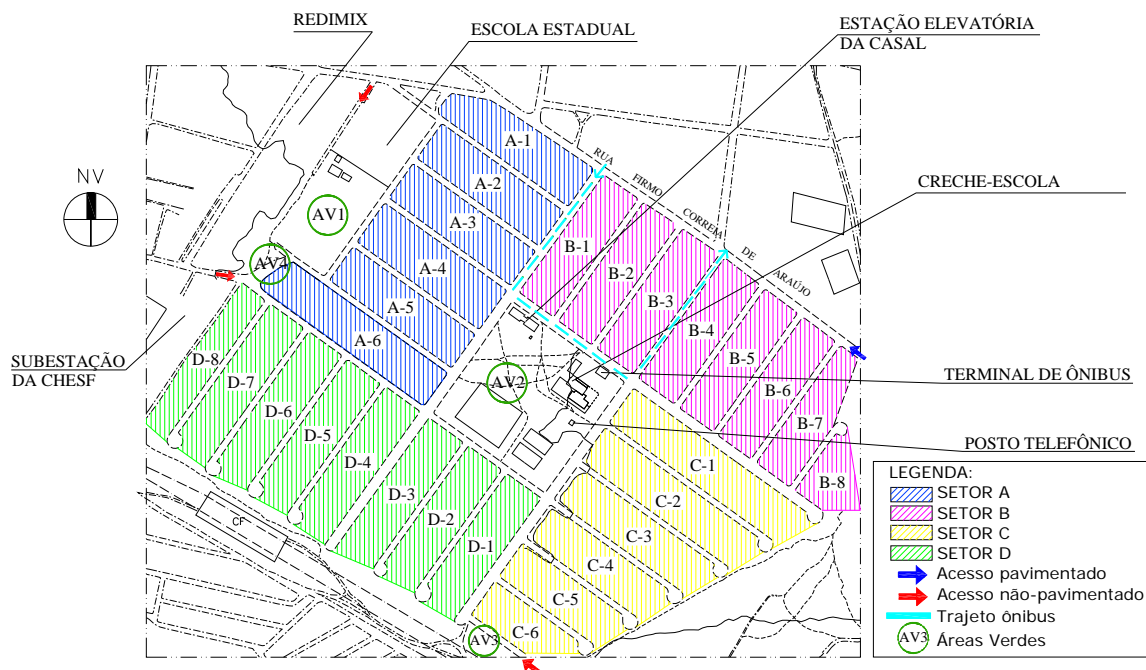 REDIMIX
ESCOLA ESTADUAL
ESTAÇÃO ELEVATÓRIA
DA CASAL
NV
CRECHE-ESCOLA
SUBESTAÇÃO
DA CHESF
TERMINAL DE ÔNIBUS
POSTO TELEFÔNICO
RUA FIRMO CORREIA DE ARAÚJO
A-1
A-2
A-3
A-4
A-5
A-6
B-1
B-2
B-3
B-4
B-5
B-6
B-7
B-8
C-1
C-2
C-3
C-4
C-5
C-6
D-8
D-7
D-6
D-5
D-4
D-3
D-2
D-1
AV1
AV2
AV3
CF
LEGENDA:
SETOR A
SETOR B
SETOR C
SETOR D
Acesso pavimentado
Acesso não-pavimentado
Trajeto ônibus
AV3 Áreas Verdes